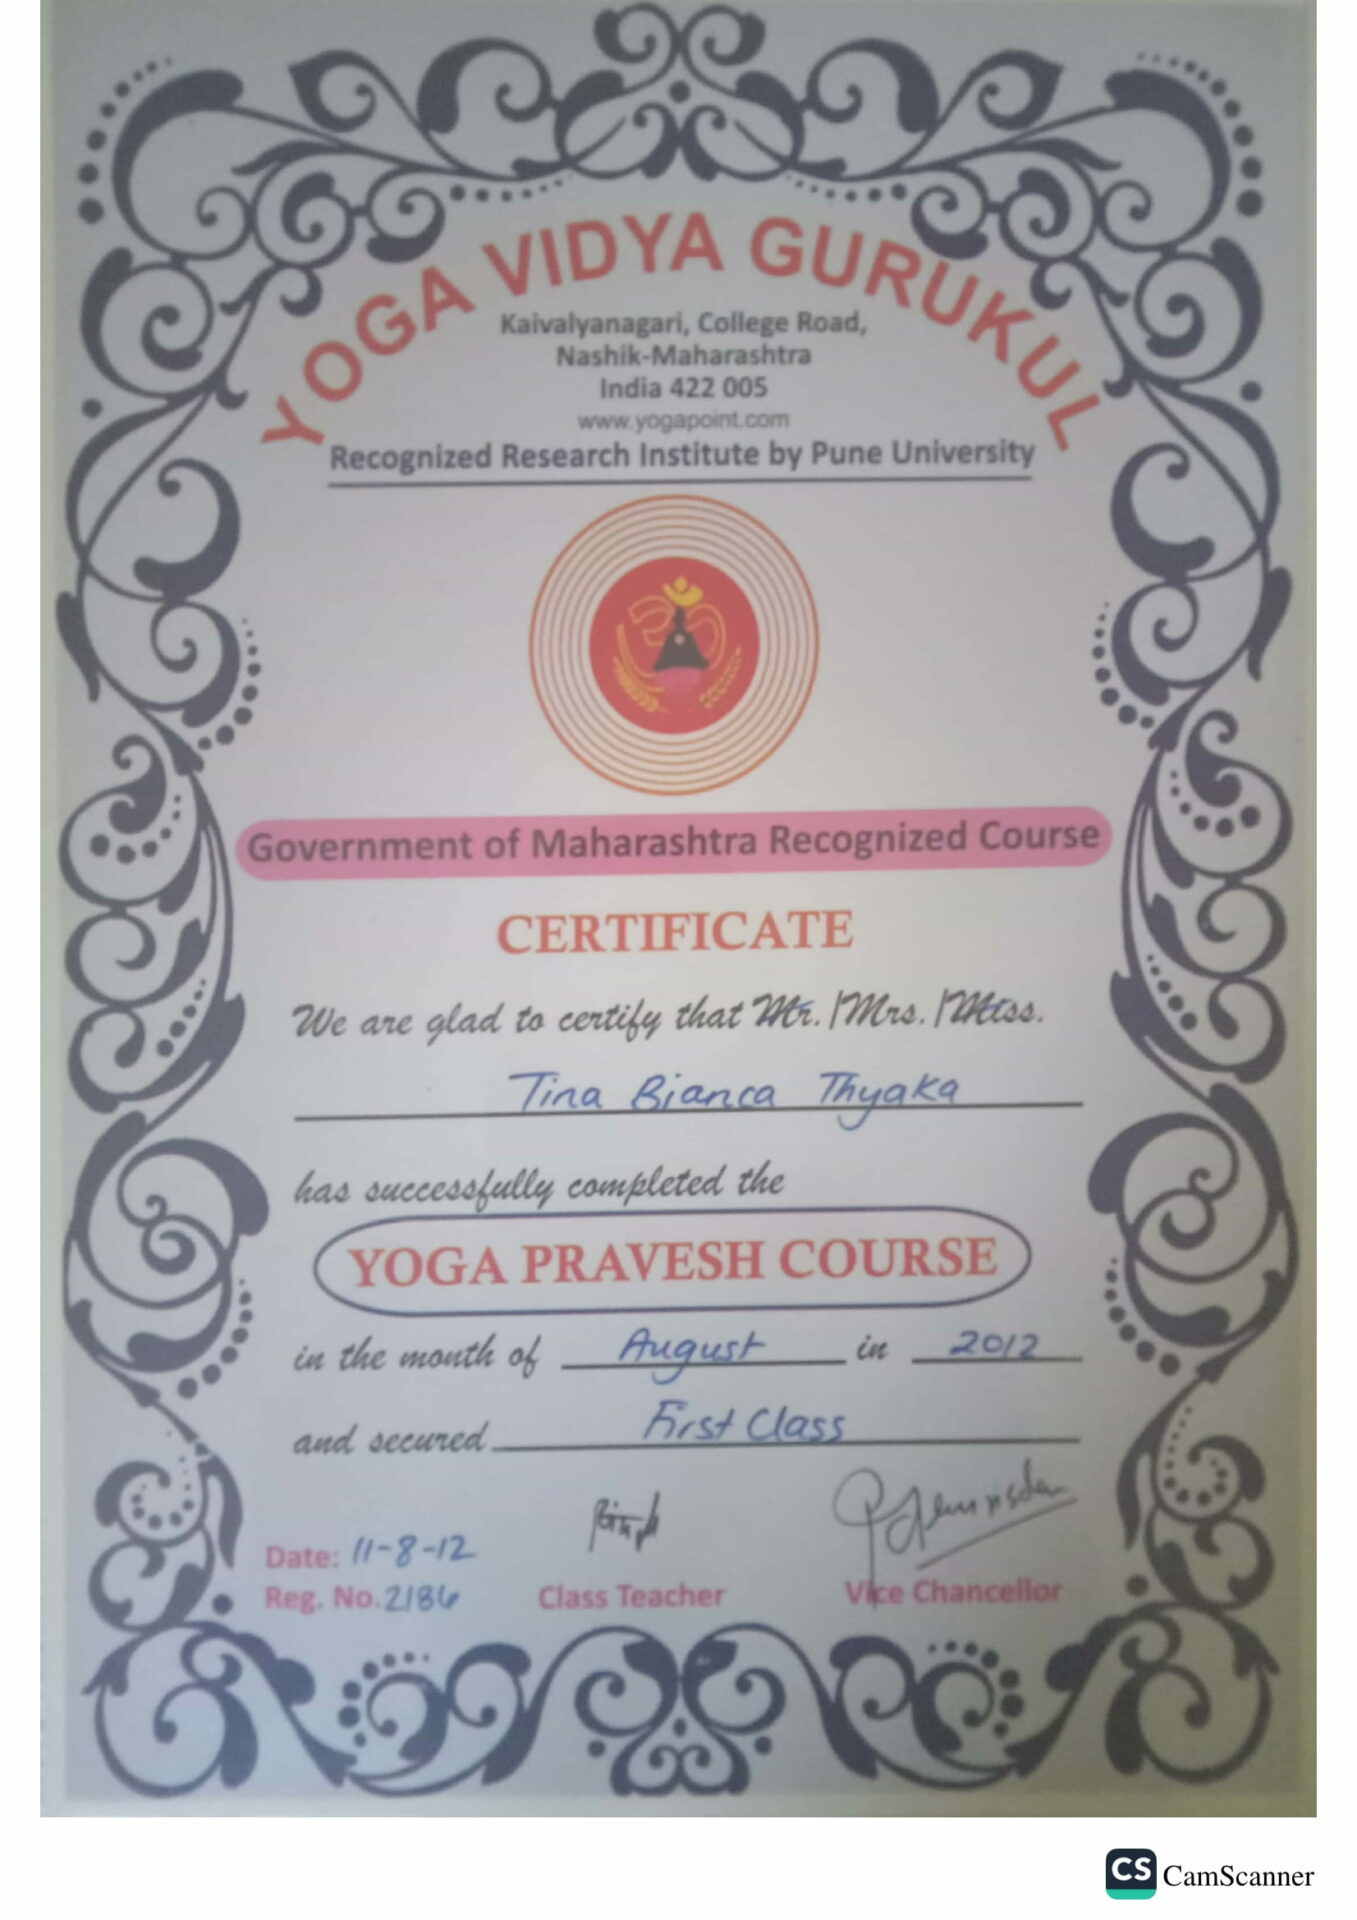 YOGA VIDYA GURUKUL
Kaivalyanagari, College Road,
Nashik-Maharashtra
India 422 005
www.yogapoint.com
Recognized Research Institute by Pune University
Government of Maharashtra Recognized Course
CERTIFICATE
We are glad to certify that Mr. /Mrs. /Miss.
Tina Bianca Thyaka
has successfully completed the
YOGA PRAVESH COURSE
in the month of August in 2012
and secured First Class
Date: 11-8-12
Reg. No. 2186
Class Teacher
Vice Chancellor
CS CamScanner